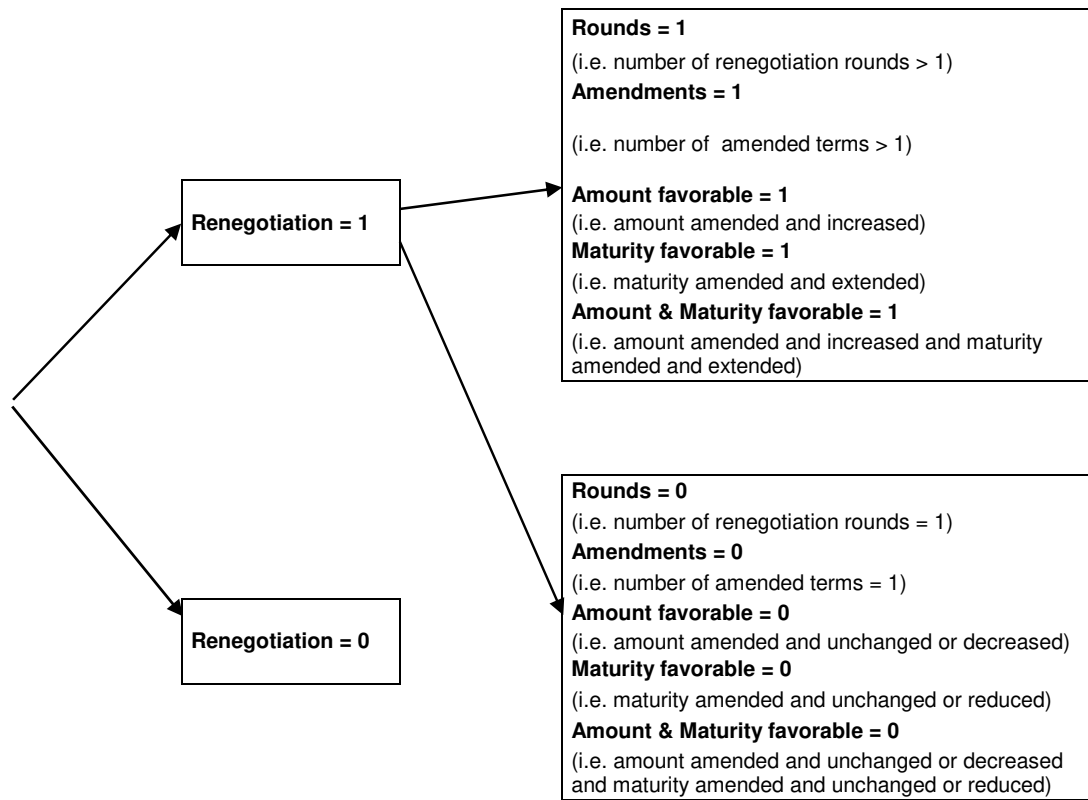 Rounds = 1
(i.e. number of renegotiation rounds > 1)
Amendments = 1
(i.e. number of amended terms > 1)
Amount favorable = 1
(i.e. amount amended and increased)
Maturity favorable = 1
(i.e. maturity amended and extended)
Amount & Maturity favorable = 1
(i.e. amount amended and increased and maturity
amended and extended)
Renegotiation = 1
Rounds = 0
(i.e. number of renegotiation rounds = 1)
Amendments = 0
(i.e. number of amended terms = 1)
Amount favorable = 0
(i.e. amount amended and unchanged or decreased)
Maturity favorable = 0
(i.e. maturity amended and unchanged or reduced)
Amount & Maturity favorable = 0
(i.e. amount amended and unchanged or decreased
and maturity amended and unchanged or reduced)
Renegotiation = 0